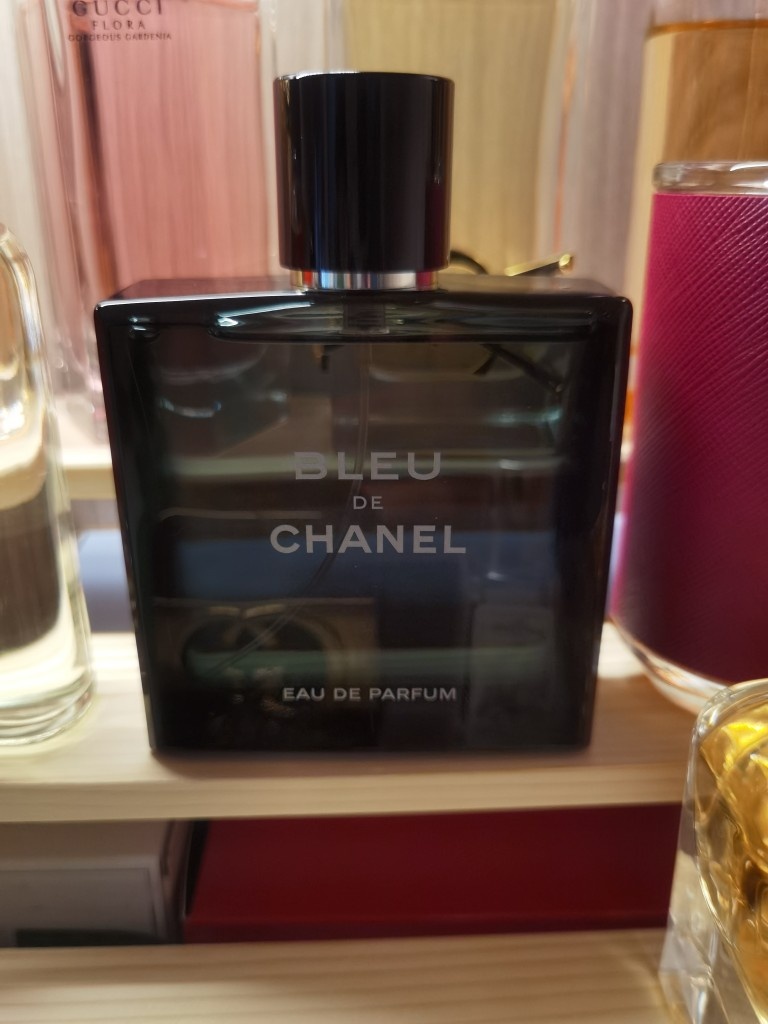 GUCCI
FLORA
GORGEOUS GARDENIA
BLEU
DE
CHANEL
EAU DE PARFUM